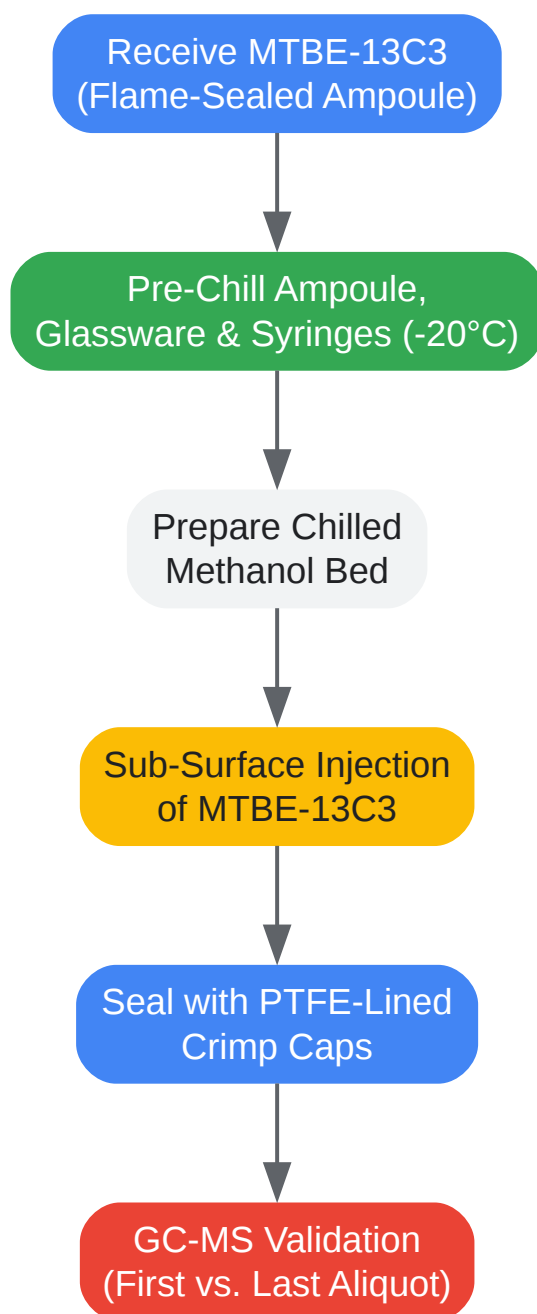 Receive MTBE-13C3
(Flame-Sealed Ampoule)
Pre-Chill Ampoule,
Glassware & Syringes (-20°C)
Prepare Chilled
Methanol Bed
Sub-Surface Injection
of MTBE-13C3
Seal with PTFE-Lined
Crimp Caps
GC-MS Validation
(First vs. Last Aliquot)